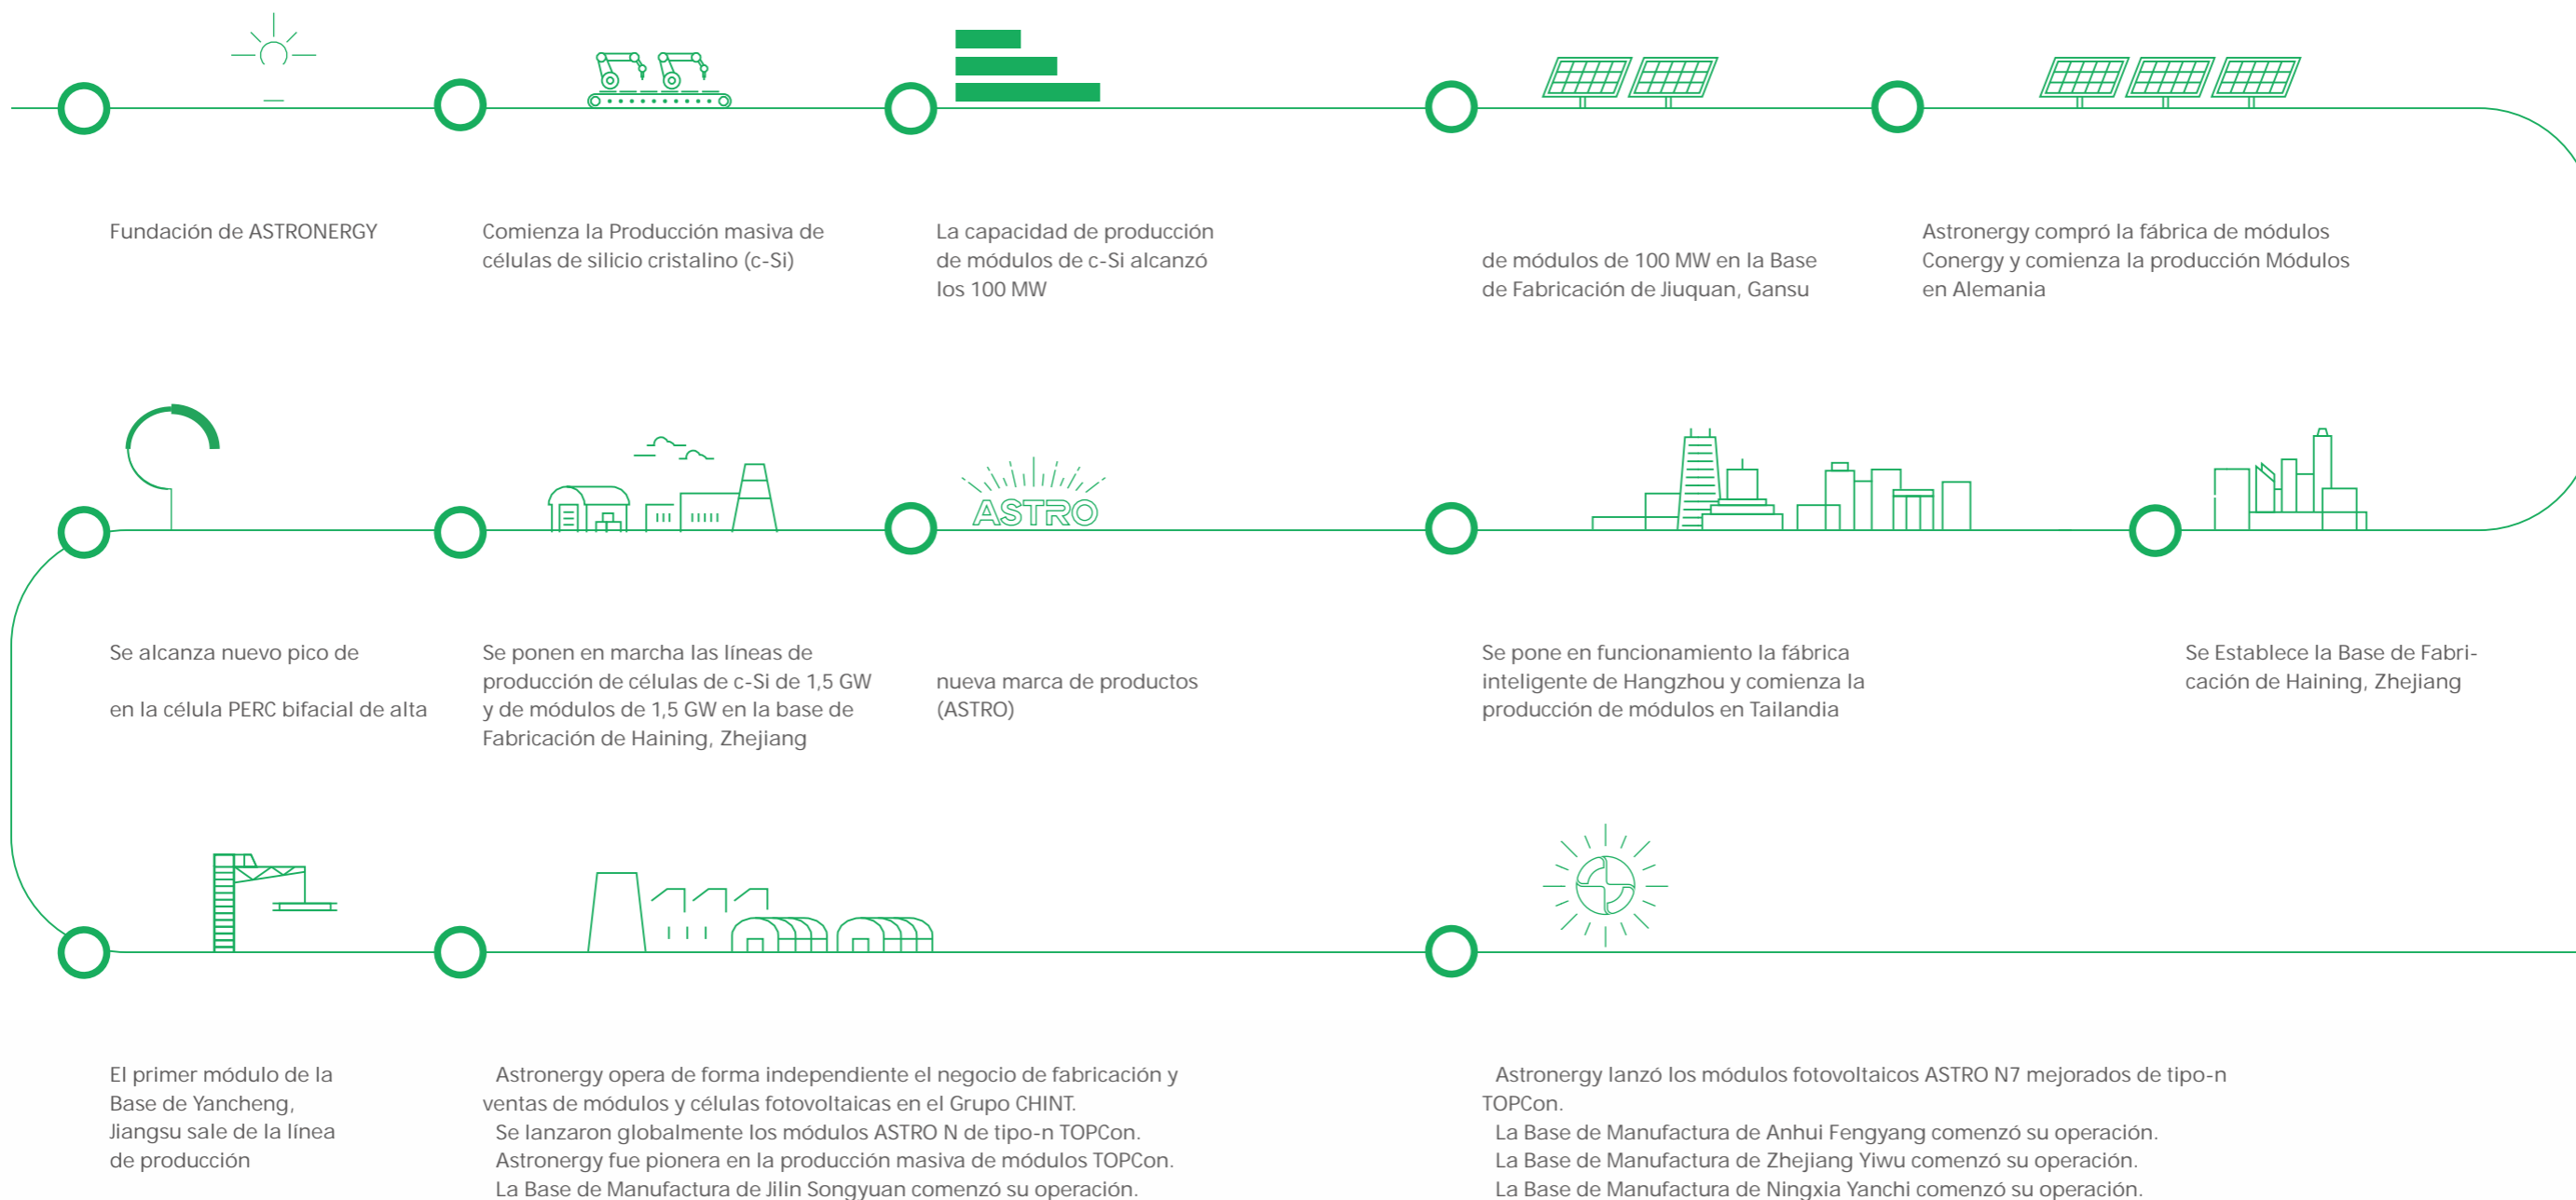 Fundación de ASTRONERGY
Comienza la Producción masiva de
células de silicio cristalino (c-Si)
La capacidad de producción
de módulos de c-Si alcanzó
los 100 MW
de módulos de 100 MW en la Base
de Fabricación de Jiuquan, Gansu
Astronergy compró la fábrica de módulos
Conergy y comienza la producción Módulos
en Alemania
ASTRO
Se alcanza nuevo pico de
en la célula PERC bifacial de alta
Se ponen en marcha las líneas de
producción de células de c-Si de 1,5 GW
y de módulos de 1,5 GW en la base de
Fabricación de Haining, Zhejiang
nueva marca de productos
(ASTRO)
Se pone en funcionamiento la fábrica
inteligente de Hangzhou y comienza la
producción de módulos en Tailandia
Se Establece la Base de Fabri-
cación de Haining, Zhejiang
El primer módulo de la
Base de Yancheng,
Jiangsu sale de la línea
de producción
Astronergy opera de forma independiente el negocio de fabricación y
ventas de módulos y células fotovoltaicas en el Grupo CHINT.
Se lanzaron globalmente los módulos ASTRO N de tipo-n TOPCon.
Astronergy fue pionera en la producción masiva de módulos TOPCon.
La Base de Manufactura de Jilin Songyuan comenzó su operación.
Astronergy lanzó los módulos fotovoltaicos ASTRO N7 mejorados de tipo-n
TOPCon.
La Base de Manufactura de Anhui Fengyang comenzó su operación.
La Base de Manufactura de Zhejiang Yiwu comenzó su operación.
La Base de Manufactura de Ningxia Yanchi comenzó su operación.